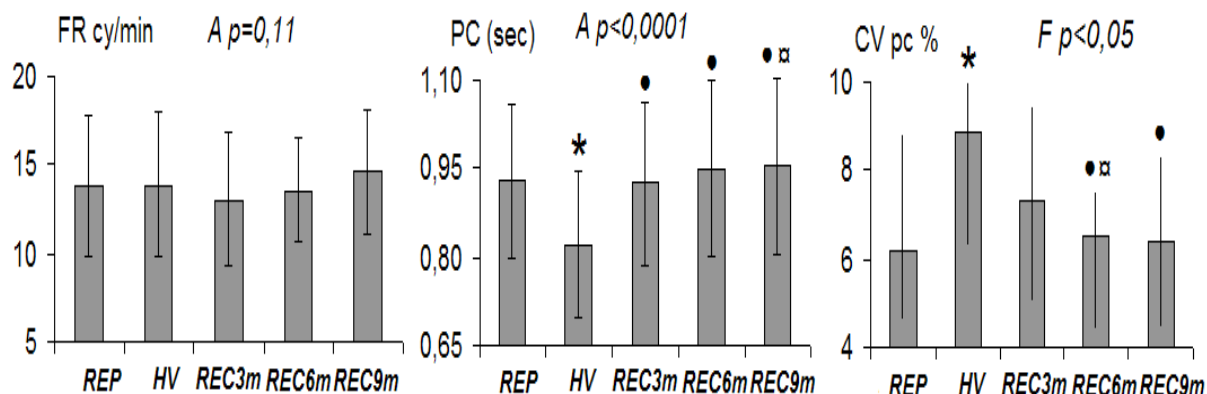 FR cy/min A p=0,11
20
15
10
5
REP HV REC3m REC6m REC9m
PC (sec) A p<0,0001
1,10
0,95
0,80
0,65
* • • •¤
REP HV REC3m REC6m REC9m
CV pc % F p<0,05
10
8
6
4
* •¤ •
REP HV REC3m REC6m REC9m